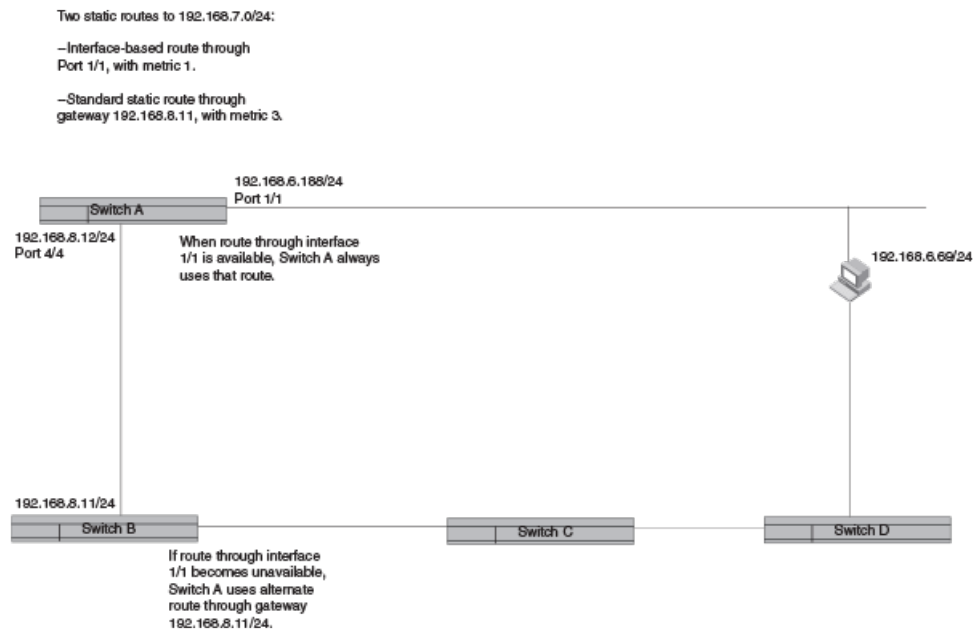 Two static routes to 192.168.7.0/24:
–Interface-based route through
Port 1/1, with metric 1.
–Standard static route through
gateway 192.168.8.11, with metric 3.
192.168.6.188/24
Port 1/1
Switch A
192.168.8.12/24
Port 4/4
When route through interface
1/1 is available, Switch A always
uses that route.
192.168.6.69/24
192.168.8.11/24
Switch B
Switch C
Switch D
If route through interface
1/1 becomes unavailable,
Switch A uses alternate
route through gateway
192.168.8.11/24.